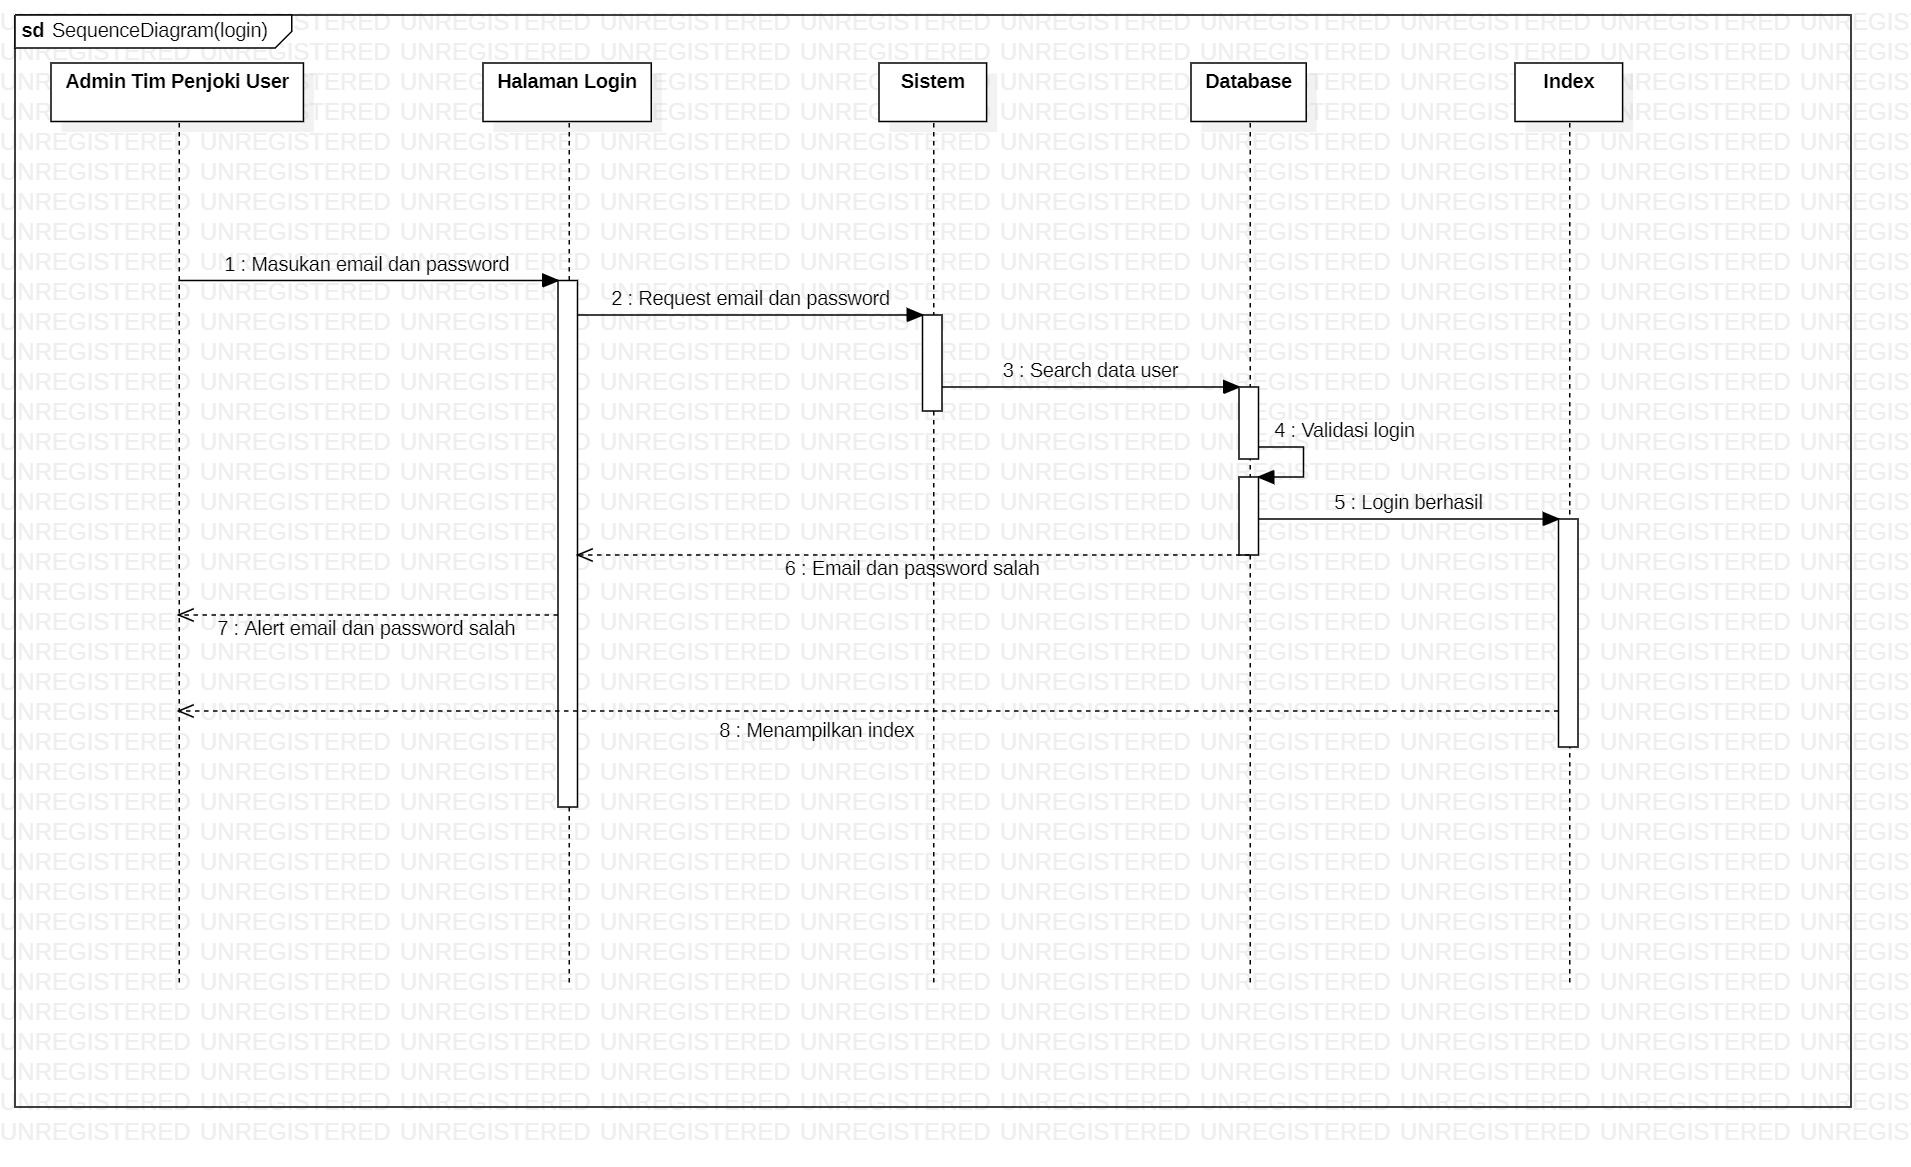 sd SequenceDiagram(login)
Admin Tim Penjoki User
Halaman Login
Sistem
Database
Index
1 : Masukan email dan password
2 : Request email dan password
3 : Search data user
4 : Validasi login
5 : Login berhasil
6 : Email dan password salah
7 : Alert email dan password salah
8 : Menampilkan index
UNREGISTERED